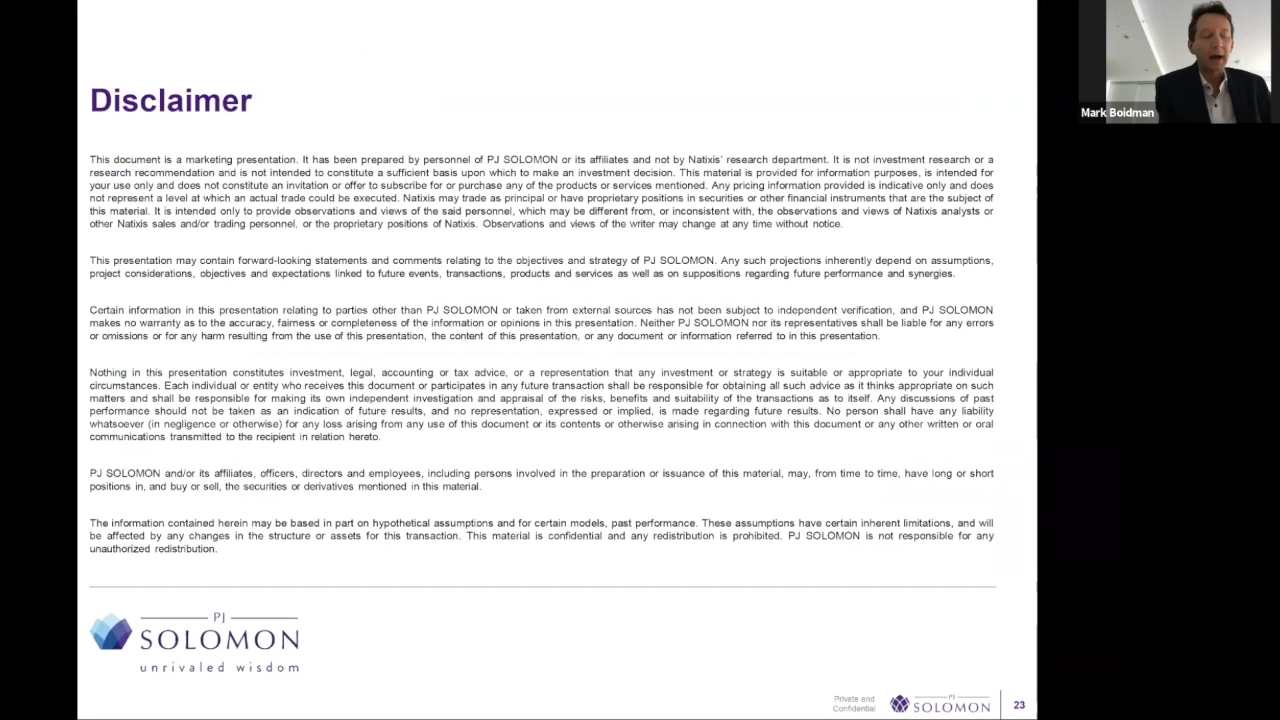 Disclaimer
This document is a marketing presentation. It has been prepared by personnel of PJ SOLOMON or its affiliates and not by Natixis' research department. It is not investment research or a
research recommendation and is not intended to constitute a sufficient basis upon which to make an investment decision. This material is provided for information purposes, is intended for
your use only and does not constitute an invitation or offer to subscribe for or purchase any of the products or services mentioned. Any pricing information provided is indicative only and does
not represent a level at which an actual trade could be executed. Natixis may trade as principal or have proprietary positions in securities or other financial instruments that are the subject of
this material. It is intended only to provide observations and views of the said personnel, which may be different from, or inconsistent with, the observations and views of Natixis analysts or
other Natixis sales and/or trading personnel, or the proprietary positions of Natixis. Observations and views of the writer may change at any time without notice.
This presentation may contain forward-looking statements and comments relating to the objectives and strategy of PJ SOLOMON. Any such projections inherently depend on assumptions,
project considerations, objectives and expectations linked to future events, transactions, products and services as well as on suppositions regarding future performance and synergies.
Certain information in this presentation relating to parties other than PJ SOLOMON or taken from external sources has not been subject to independent verification, and PJ SOLOMON
makes no warranty as to the accuracy, fairness or completeness of the information or opinions in this presentation. Neither PJ SOLOMON nor its representatives shall be liable for any errors
or omissions or for any harm resulting from the use of this presentation, the content of this presentation, or any document or information referred to in this presentation.
Nothing in this presentation constitutes investment, legal, accounting or tax advice, or a representation that any investment or strategy is suitable or appropriate to your individual
circumstances. Each individual or entity who receives this document or participates in any future transaction shall be responsible for obtaining all such advice as it thinks appropriate on such
matters and shall be responsible for making its own independent investigation and appraisal of the risks, benefits and suitability of the transactions as to itself. Any discussions of past
performance should not be taken as an indication of future results, and no representation, expressed or implied, is made regarding future results. No person shall have any liability
whatsoever (in negligence or otherwise) for any loss arising from any use of this document or its contents or otherwise arising in connection with this document or any other written or oral
communications transmitted to the recipient in relation hereto.
PJ SOLOMON and/or its affiliates, officers, directors and employees, including persons involved in the preparation or issuance of this material, may, from time to time, have long or short
positions in, and buy or sell, the securities or derivatives mentioned in this material.
The information contained herein may be based in part on hypothetical assumptions and for certain models, past performance. These assumptions have certain inherent limitations, and will
be affected by any changes in the structure or assets for this transaction. This material is confidential and any redistribution is prohibited. PJ SOLOMON is not responsible for any
unauthorized redistribution.
PJ
SOLOMON
unrivaled wisdom
Private and
Confidential
PJ
SOLOMON
23
Mark Boidman